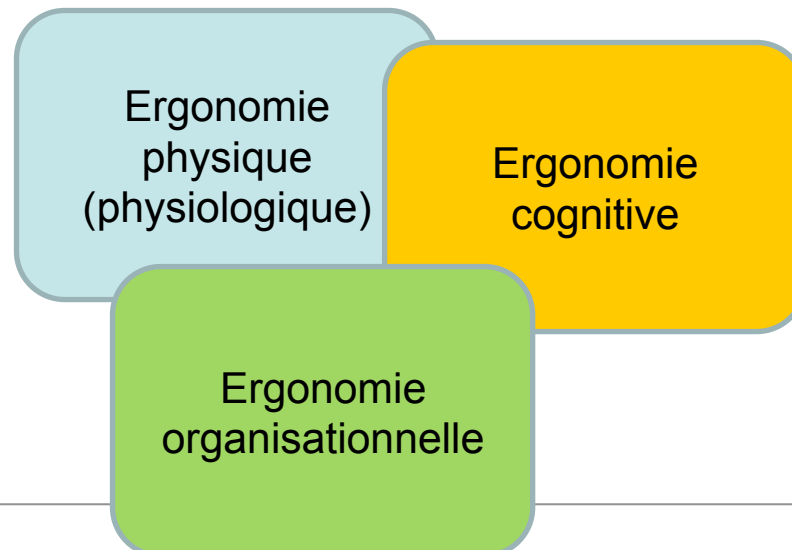 Ergonomie
physique
(physiologique)
Ergonomie
cognitive
Ergonomie
organisationnelle